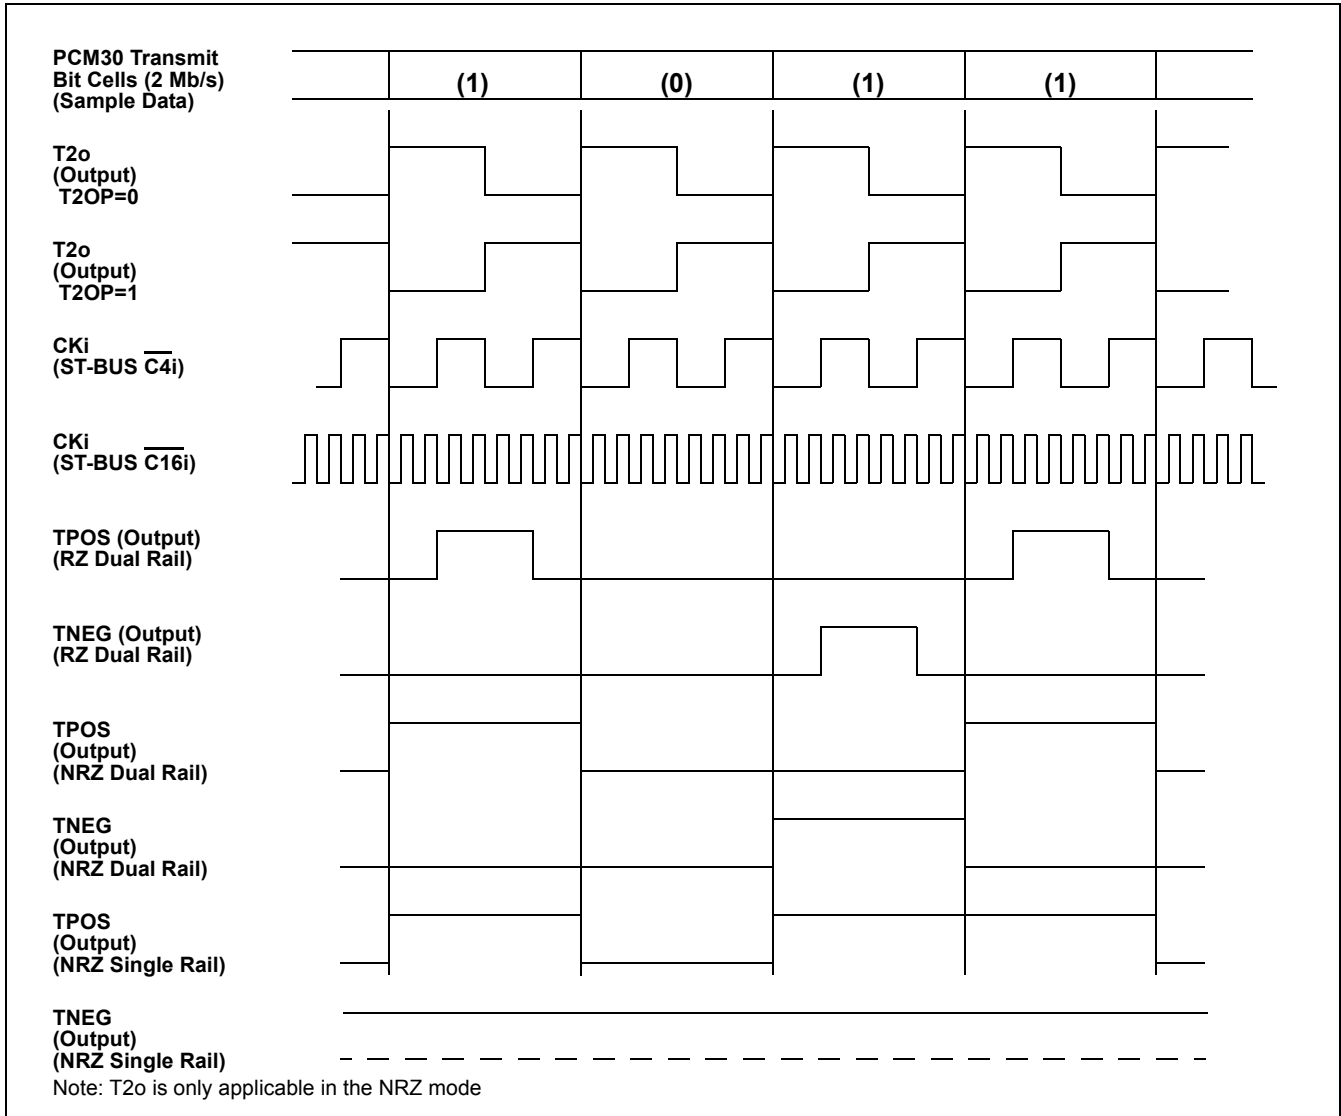 PCM30 Transmit
Bit Cells (2 Mb/s)
(Sample Data)
(1)
(0)
(1)
(1)
T2o
(Output)
T2OP=0
T2o
(Output)
T2OP=1
CKi
(ST-BUS C4i)
CKi
(ST-BUS C16i)
TPOS (Output)
(RZ Dual Rail)
TNEG (Output)
(RZ Dual Rail)
TPOS
(Output)
(NRZ Dual Rail)
TNEG
(Output)
(NRZ Dual Rail)
TPOS
(Output)
(NRZ Single Rail)
TNEG
(Output)
(NRZ Single Rail)
Note: T2o is only applicable in the NRZ mode